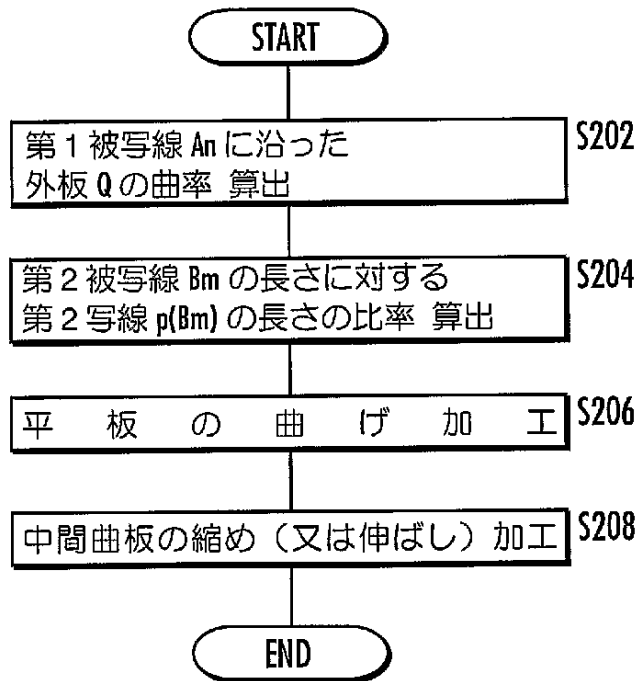 START
第1被写線 An に沿った
外板 Q の曲率 算出
S202
第2被写線 Bm の長さに対する
第2写線 p(Bm) の長さの比率 算出
S204
平板の曲げ加工
S206
中間曲板の縮め（又は伸ばし）加工
S208
END